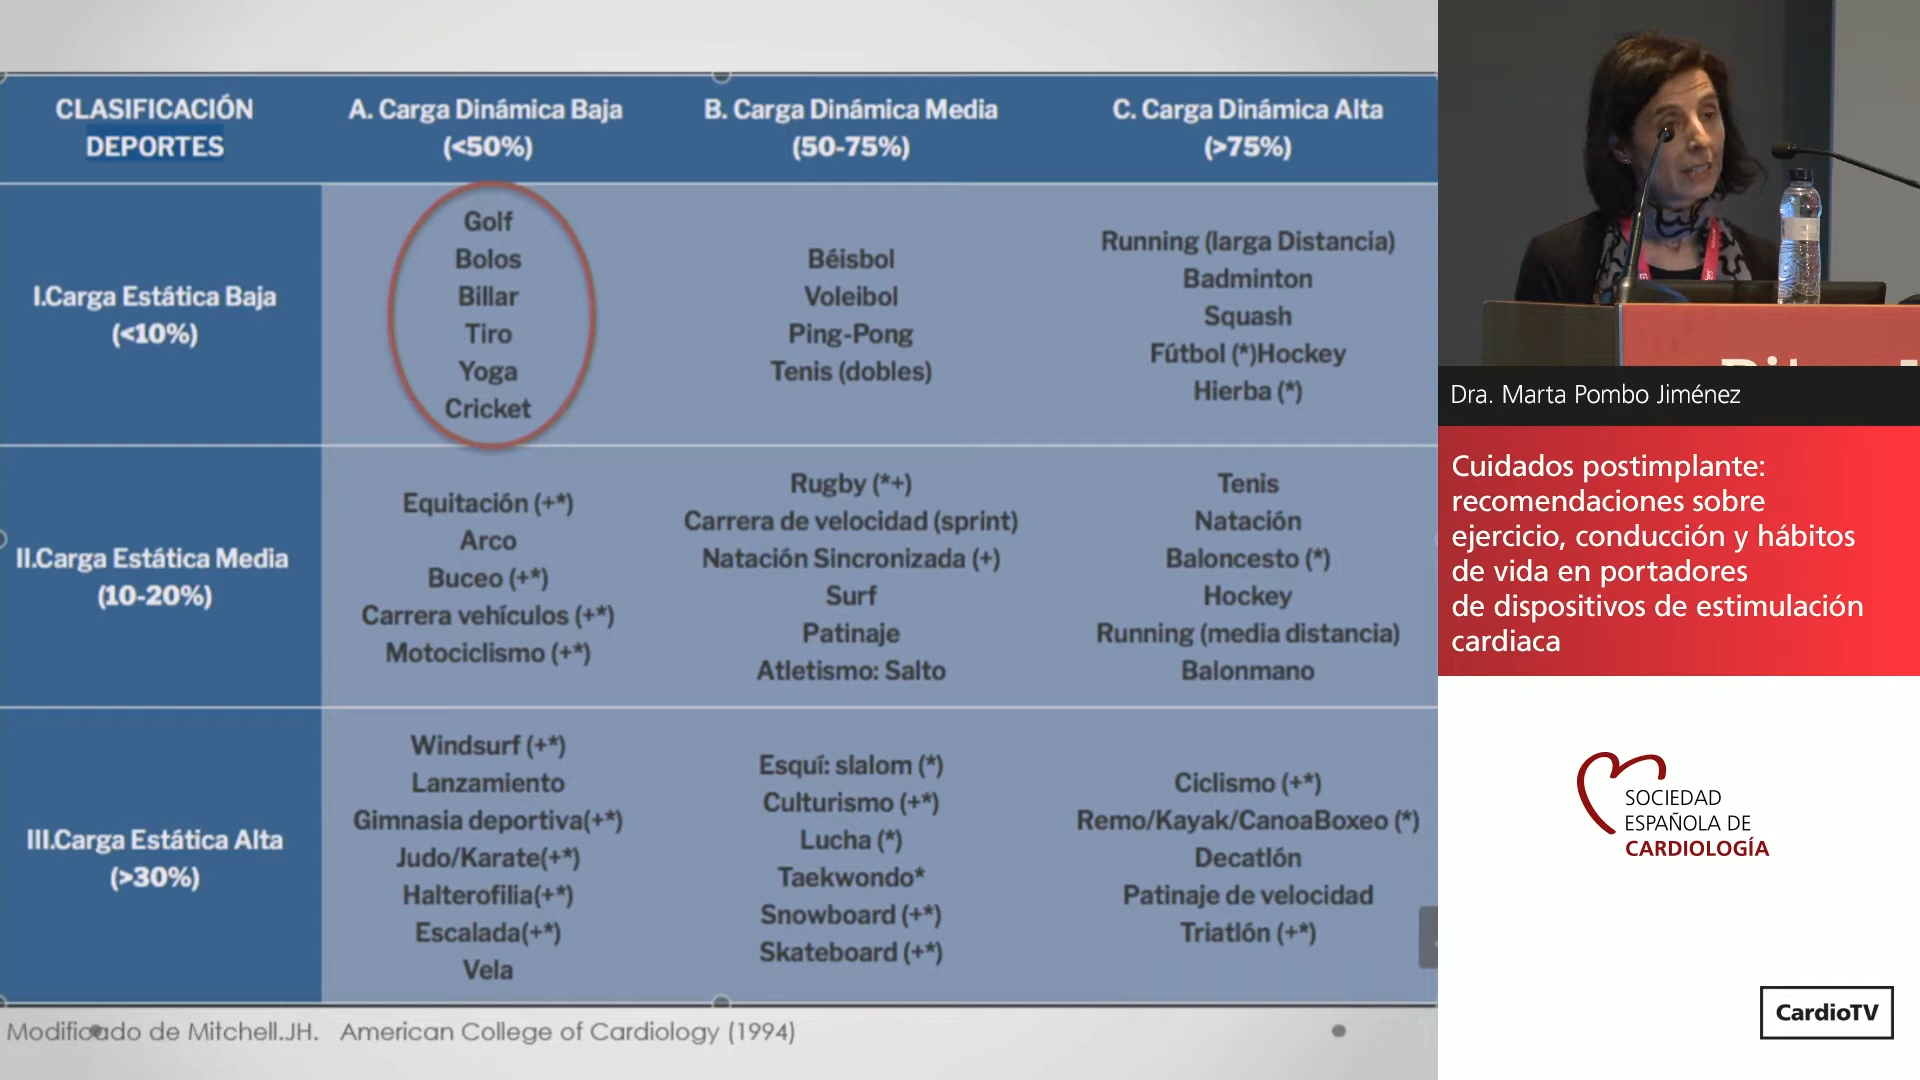 CLASIFICACIÓN
DEPORTES
A. Carga Dinámica Baja
(<50%)
B. Carga Dinámica Media
(50-75%)
C. Carga Dinámica Alta
(>75%)
I.Carga Estática Baja
(<10%)
Golf
Bolos
Billar
Tiro
Yoga
Cricket
Béisbol
Voleibol
Ping-Pong
Tenis (dobles)
Running (larga Distancia)
Badminton
Squash
Fútbol (*)Hockey
Hierba (*)
II.Carga Estática Media
(10-20%)
Equitación (+*)
Arco
Buceo (+*)
Carrera vehículos (+*)
Motociclismo (+*)
Rugby (*+)
Carrera de velocidad (sprint)
Natación Sincronizada (+)
Surf
Patinaje
Atletismo: Salto
Tenis
Natación
Baloncesto (*)
Hockey
Running (media distancia)
Balonmano
III.Carga Estática Alta
(>30%)
Windsurf (+*)
Lanzamiento
Gimnasia deportiva(+*)
Judo/Karate(+*)
Halterofilia(+*)
Escalada(+*)
Vela
Esquí: slalom (*)
Culturismo (+*)
Lucha (*)
Taekwondo*
Snowboard (+*)
Skateboard (+*)
Ciclismo (+*)
Remo/Kayak/CanoaBoxeo (*)
Decatlón
Patinaje de velocidad
Triatlón (+*)
Modificado de Mitchell.JH. American College of Cardiology (1994)
Dra. Marta Pombo Jiménez
Cuidados postimplante:
recomendaciones sobre
ejercicio, conducción y hábitos
de vida en portadores
de dispositivos de estimulación
cardiaca
SOCIEDAD
ESPAÑOLA DE
CARDIOLOGÍA
CardioTV